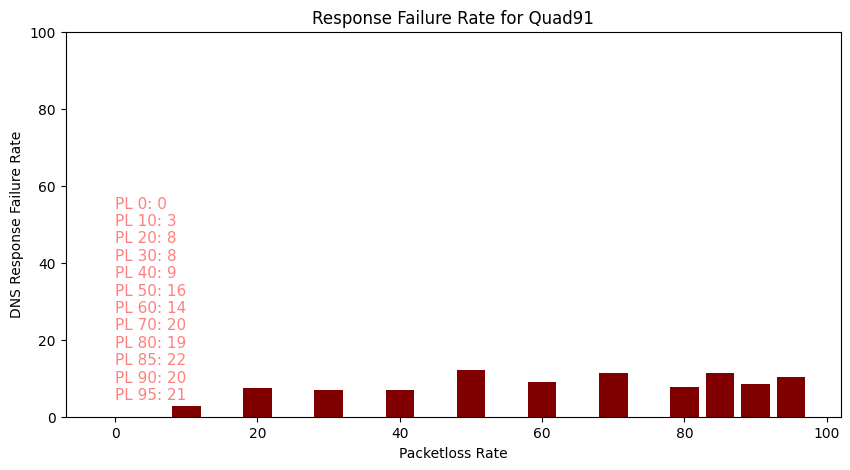 Response Failure Rate for Quad91
100
80
60
40
20
0
DNS Response Failure Rate
PL 0: 0
PL 10: 3
PL 20: 8
PL 30: 8
PL 40: 9
PL 50: 16
PL 60: 14
PL 70: 20
PL 80: 19
PL 85: 22
PL 90: 20
PL 95: 21
0 20 40 60 80 100
Packetloss Rate